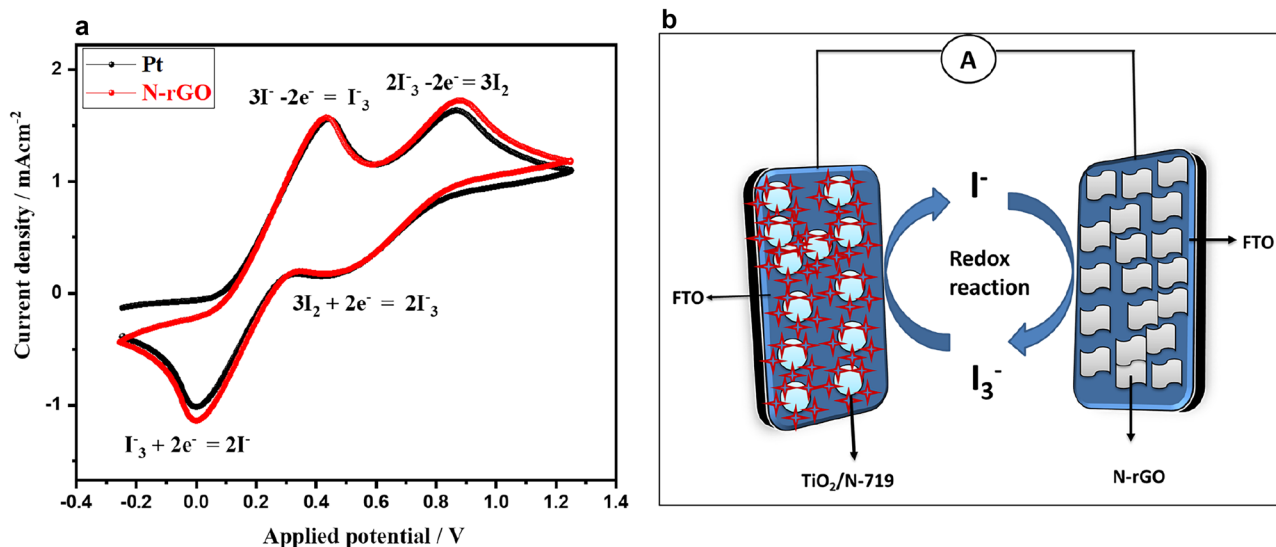 a
Pt
N-rGO
3I⁻ -2e⁻ = I⁻₃
2I⁻₃ -2e⁻ = 3I₂
3I₂ + 2e⁻ = 2I⁻₃
I⁻₃ + 2e⁻ = 2I⁻
Current density / mAcm⁻²
2
1
0
-1
-0.4 -0.2 0.0 0.2 0.4 0.6 0.8 1.0 1.2 1.4
Applied potential / V
b
A
I⁻
Redox
reaction
I₃⁻
FTO
FTO
TiO₂/N-719
N-rGO